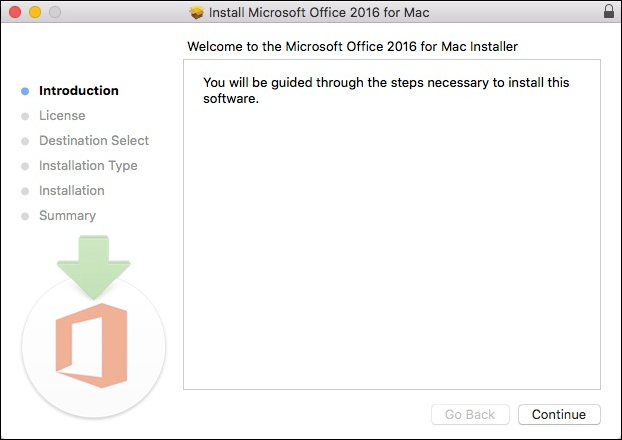 Install Microsoft Office 2016 for Mac
Welcome to the Microsoft Office 2016 for Mac Installer
Introduction
License
Destination Select
Installation Type
Installation
Summary
You will be guided through the steps necessary to install this
software.
Go Back
Continue